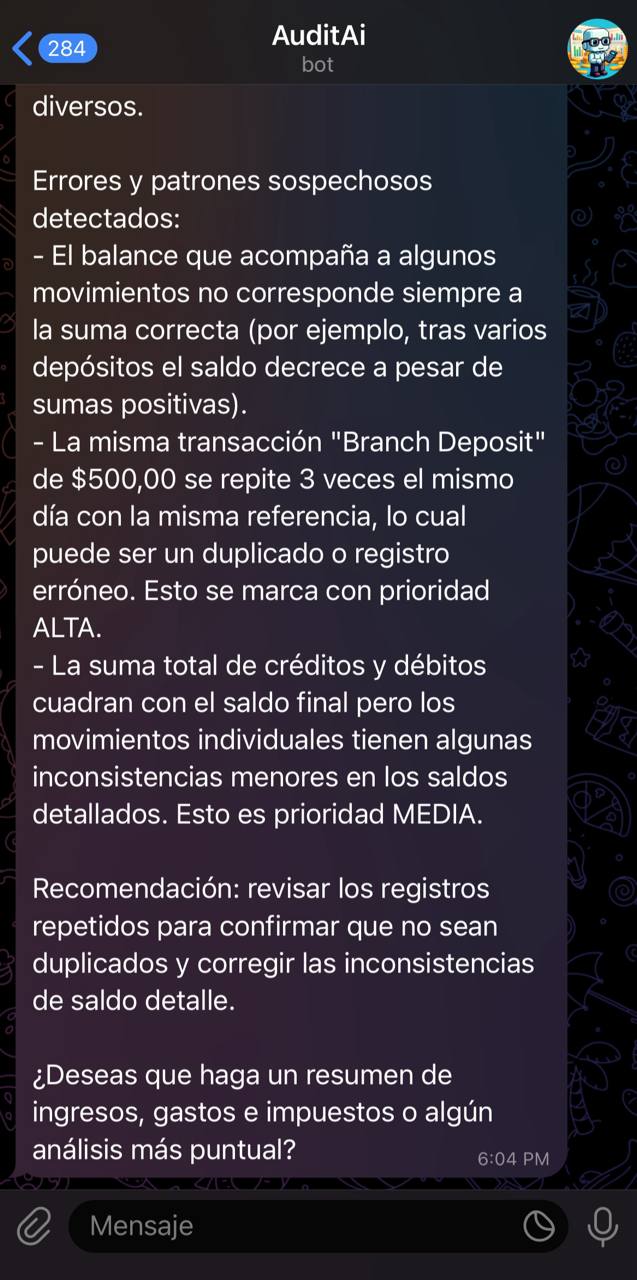 284
AuditAi
bot
diversos.
Errores y patrones sospechosos
detectados:
- El balance que acompaña a algunos
movimientos no corresponde siempre a
la suma correcta (por ejemplo, tras varios
depósitos el saldo decrece a pesar de
sumas positivas).
- La misma transacción "Branch Deposit"
de $500,00 se repite 3 veces el mismo
día con la misma referencia, lo cual
puede ser un duplicado o registro
erróneo. Esto se marca con prioridad
ALTA.
- La suma total de créditos y débitos
cuadran con el saldo final pero los
movimientos individuales tienen algunas
inconsistencias menores en los saldos
detallados. Esto es prioridad MEDIA.
Recomendación: revisar los registros
repetidos para confirmar que no sean
duplicados y corregir las inconsistencias
de saldo detalle.
¿Deseas que haga un resumen de
ingresos, gastos e impuestos o algún
análisis más puntual?
6:04 PM
Mensaje